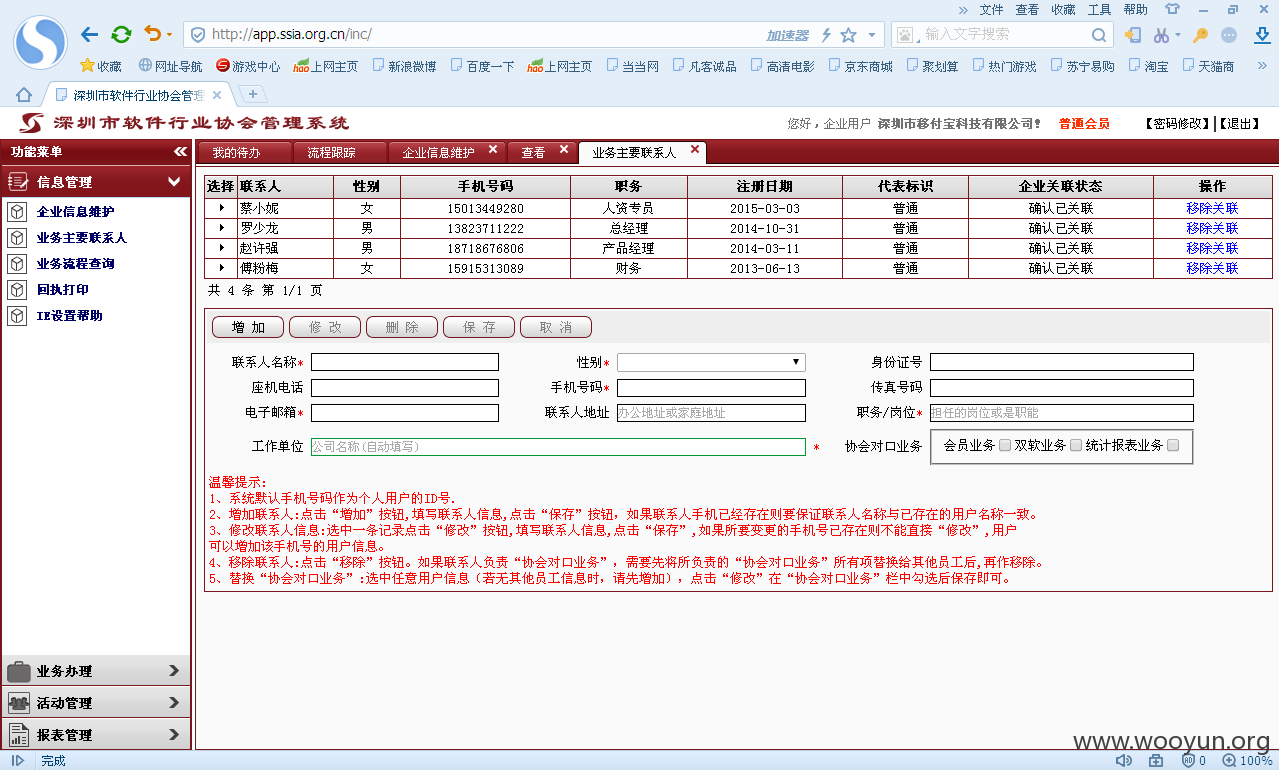 » 文件 查看 收藏 工具 帮助
http://app.ssia.org.cn/inc/ 加速器 输入文字搜索
收藏 网址导航 游戏中心 上网主页 新浪微博 百度一下 上网主页 当当网 凡客诚品 高清电影 京东商城 聚划算 热门游戏 苏宁易购 淘宝 天猫商 »
深圳市软件行业协会管理
深圳市软件行业协会管理系统 您好,企业用户 深圳市移付宝科技有限公司! 普通会员 【密码修改】|【退出】
功能菜单 我的待办 流程跟踪 企业信息维护 查看 业务主要联系人
信息管理
企业信息维护
业务主要联系人
业务流程查询
回执打印
IE设置帮助
业务办理
活动管理
报表管理
选择 联系人 性别 手机号码 职务 注册日期 代表标识 企业关联状态 操作
蔡小妮 女 15013449280 人资专员 2015-03-03 普通 确认已关联 移除关联
罗少龙 男 13823711222 总经理 2014-10-31 普通 确认已关联 移除关联
赵许强 男 18718676806 产品经理 2014-03-11 普通 确认已关联 移除关联
傅粉梅 女 15915313089 财务 2013-06-13 普通 确认已关联 移除关联
共 4 条 第 1/1 页
增 加 修 改 删 除 保 存 取 消
联系人名称* 性别* 身份证号
座机电话 手机号码* 传真号码
电子邮箱* 联系人地址 办公地址或家庭地址 职务/岗位* 担任的岗位或是职能
工作单位 公司名称(自动填写) * 协会对口业务 会员业务 双软业务 统计报表业务
温馨提示:
1、系统默认手机号码作为个人用户的ID号.
2、增加联系人:点击“增加”按钮,填写联系人信息,点击“保存”按钮，如果联系人手机已经存在则要保证联系人名称与已存在的用户名称一致。
3、修改联系人信息:选中一条记录点击“修改”按钮,填写联系人信息,点击“保存”,如果所要变更的手机号已存在则不能直接“修改”,用户
可以增加该手机号的用户信息。
4、移除联系人:点击“移除”按钮。如果联系人负责“协会对口业务”，需要先将所负责的“协会对口业务”所有项替换给其他员工后,再作移除。
5、替换“协会对口业务”:选中任意用户信息（若无其他员工信息时，请先增加），点击“修改”在“协会对口业务”栏中勾选后保存即可。
www.wooyun.org
完成 0 100%